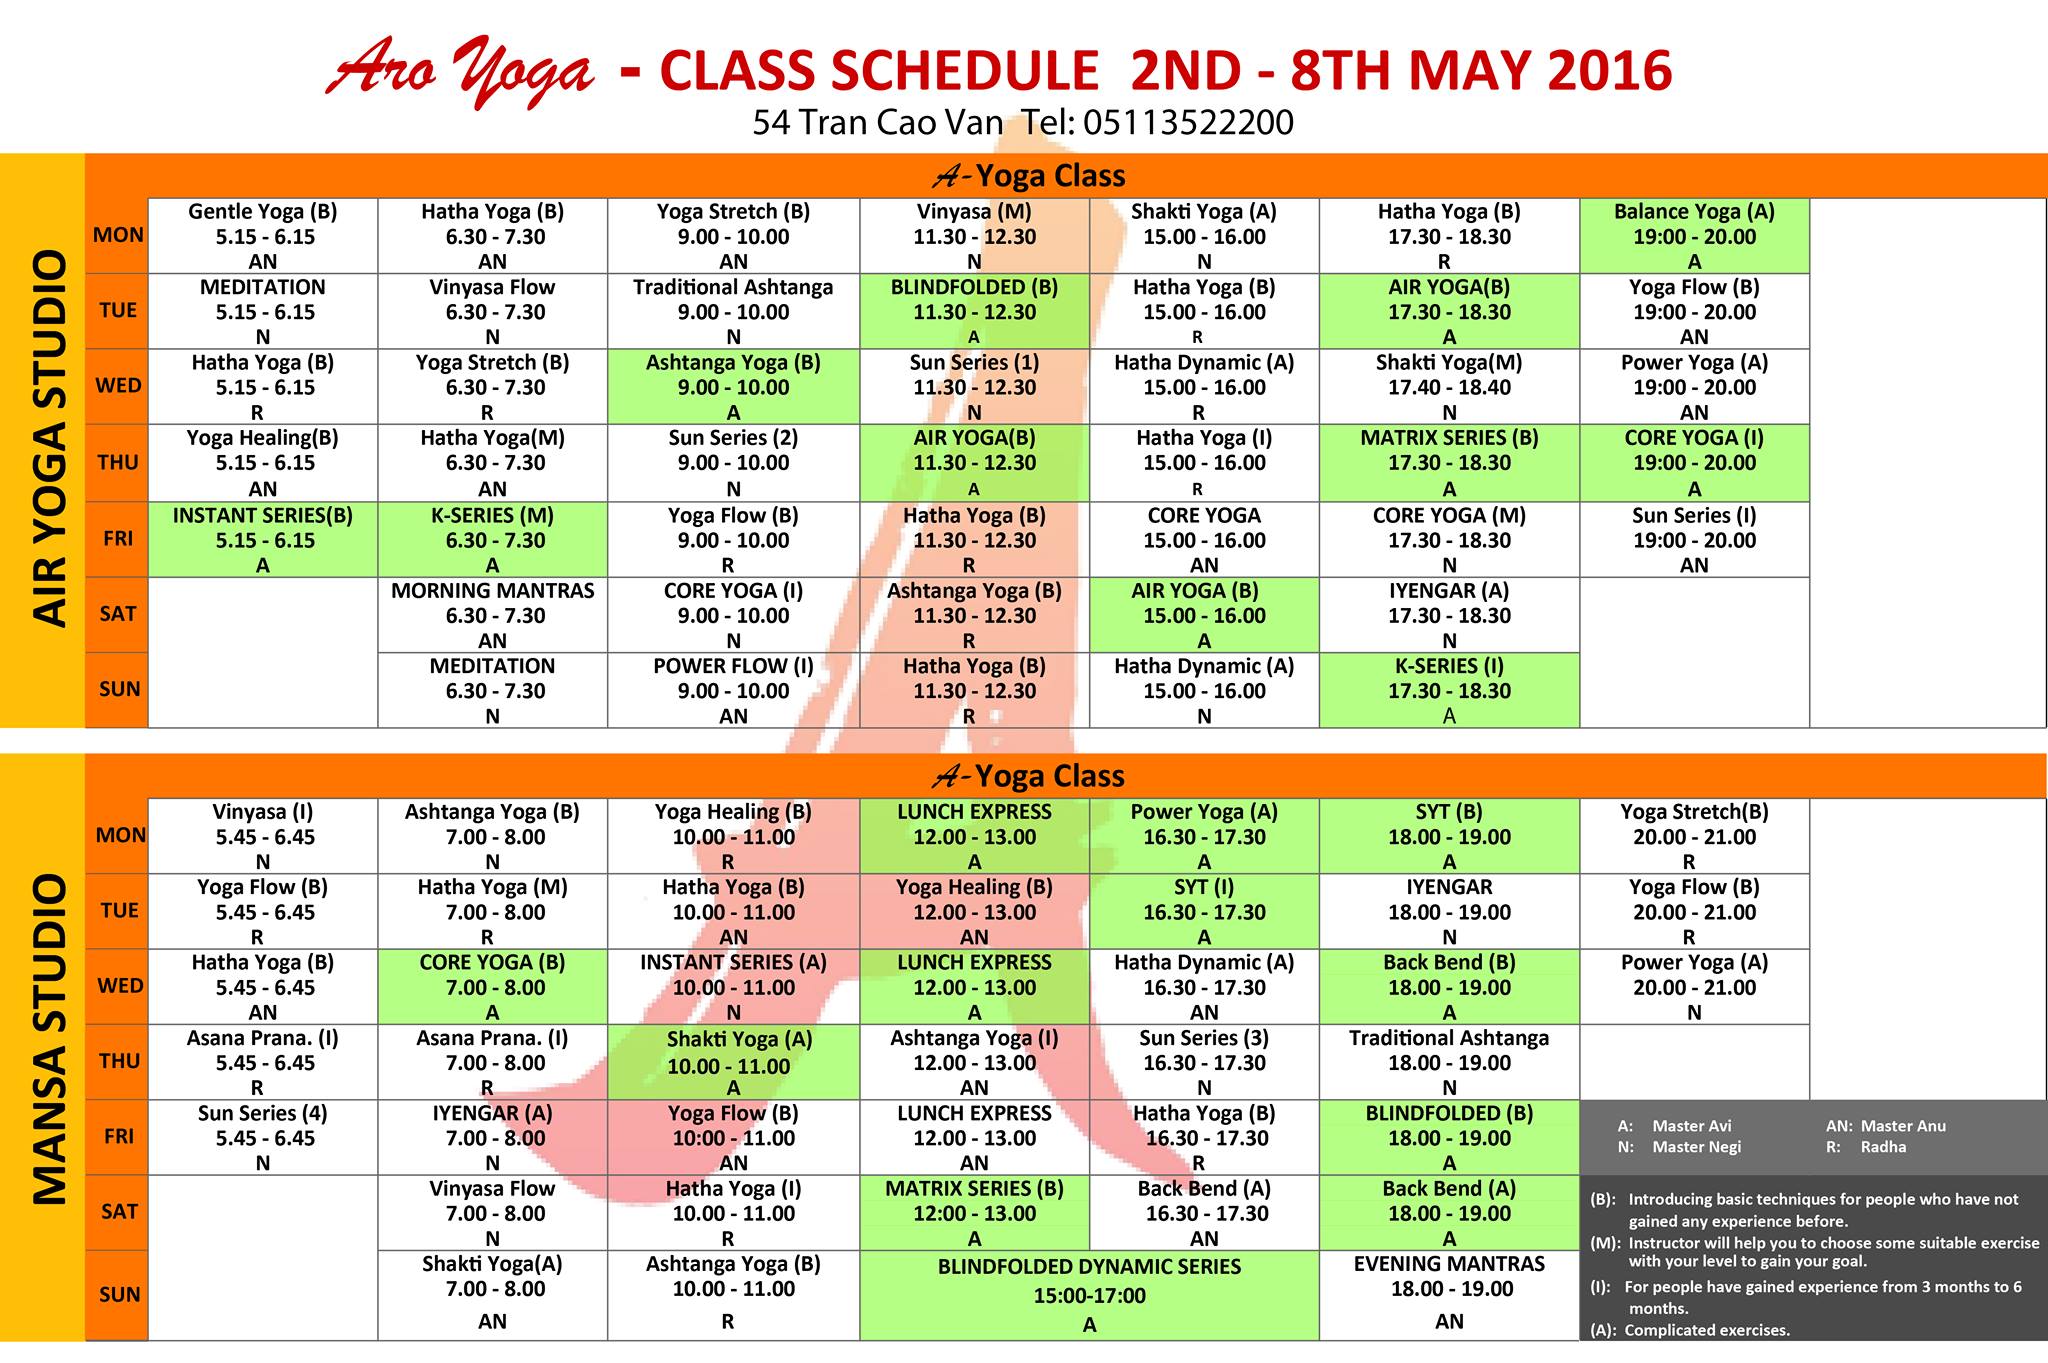 Aro Yoga - CLASS SCHEDULE 2ND - 8TH MAY 2016
54 Tran Cao Van Tel: 05113522200
AIR YOGA STUDIO
A- Yoga Class
MON
Gentle Yoga (B)
5.15 - 6.15
AN
Hatha Yoga (B)
6.30 - 7.30
AN
Yoga Stretch (B)
9.00 - 10.00
AN
Vinyasa (M)
11.30 - 12.30
N
Shakti Yoga (A)
15.00 - 16.00
N
Hatha Yoga (B)
17.30 - 18.30
R
Balance Yoga (A)
19:00 - 20.00
A
TUE
MEDITATION
5.15 - 6.15
N
Vinyasa Flow
6.30 - 7.30
N
Traditional Ashtanga
9.00 - 10.00
N
BLINDFOLDED (B)
11.30 - 12.30
A
Hatha Yoga (B)
15.00 - 16.00
R
AIR YOGA(B)
17.30 - 18.30
A
Yoga Flow (B)
19:00 - 20.00
AN
WED
Hatha Yoga (B)
5.15 - 6.15
R
Yoga Stretch (B)
6.30 - 7.30
R
Ashtanga Yoga (B)
9.00 - 10.00
A
Sun Series (1)
11.30 - 12.30
N
Hatha Dynamic (A)
15.00 - 16.00
R
Shakti Yoga(M)
17.40 - 18.40
N
Power Yoga (A)
19:00 - 20.00
AN
THU
Yoga Healing(B)
5.15 - 6.15
AN
Hatha Yoga(M)
6.30 - 7.30
AN
Sun Series (2)
9.00 - 10.00
N
AIR YOGA(B)
11.30 - 12.30
A
Hatha Yoga (I)
15.00 - 16.00
R
MATRIX SERIES (B)
17.30 - 18.30
A
CORE YOGA (I)
19:00 - 20.00
A
FRI
INSTANT SERIES(B)
5.15 - 6.15
A
K-SERIES (M)
6.30 - 7.30
A
Yoga Flow (B)
9.00 - 10.00
R
Hatha Yoga (B)
11.30 - 12.30
R
CORE YOGA
15.00 - 16.00
AN
CORE YOGA (M)
17.30 - 18.30
N
Sun Series (I)
19:00 - 20.00
AN
SAT
MORNING MANTRAS
6.30 - 7.30
AN
CORE YOGA (I)
9.00 - 10.00
N
Ashtanga Yoga (B)
11.30 - 12.30
R
AIR YOGA (B)
15.00 - 16.00
A
IYENGAR (A)
17.30 - 18.30
N
SUN
MEDITATION
6.30 - 7.30
N
POWER FLOW (I)
9.00 - 10.00
AN
Hatha Yoga (B)
11.30 - 12.30
R
Hatha Dynamic (A)
15.00 - 16.00
N
K-SERIES (I)
17.30 - 18.30
A
MANSA STUDIO
A- Yoga Class
MON
Vinyasa (I)
5.45 - 6.45
N
Ashtanga Yoga (B)
7.00 - 8.00
N
Yoga Healing (B)
10.00 - 11.00
R
LUNCH EXPRESS
12.00 - 13.00
A
Power Yoga (A)
16.30 - 17.30
A
SYT (B)
18.00 - 19.00
A
Yoga Stretch(B)
20.00 - 21.00
R
TUE
Yoga Flow (B)
5.45 - 6.45
R
Hatha Yoga (M)
7.00 - 8.00
R
Hatha Yoga (B)
10.00 - 11.00
AN
Yoga Healing (B)
12.00 - 13.00
AN
SYT (I)
16.30 - 17.30
A
IYENGAR
18.00 - 19.00
N
Yoga Flow (B)
20.00 - 21.00
R
WED
Hatha Yoga (B)
5.45 - 6.45
AN
CORE YOGA (B)
7.00 - 8.00
A
INSTANT SERIES (A)
10.00 - 11.00
N
LUNCH EXPRESS
12.00 - 13.00
A
Hatha Dynamic (A)
16.30 - 17.30
AN
Back Bend (B)
18.00 - 19.00
A
Power Yoga (A)
20.00 - 21.00
N
THU
Asana Prana. (I)
5.45 - 6.45
R
Asana Prana. (I)
7.00 - 8.00
R
Shakti Yoga (A)
10.00 - 11.00
A
Ashtanga Yoga (I)
12.00 - 13.00
AN
Sun Series (3)
16.30 - 17.30
N
Traditional Ashtanga
18.00 - 19.00
N
FRI
Sun Series (4)
5.45 - 6.45
N
IYENGAR (A)
7.00 - 8.00
N
Yoga Flow (B)
10:00 - 11.00
AN
LUNCH EXPRESS
12.00 - 13.00
AN
Hatha Yoga (B)
16.30 - 17.30
R
BLINDFOLDED (B)
18.00 - 19.00
A
SAT
Vinyasa Flow
7.00 - 8.00
N
Hatha Yoga (I)
10.00 - 11.00
R
MATRIX SERIES (B)
12:00 - 13.00
A
Back Bend (A)
16.30 - 17.30
AN
Back Bend (A)
18.00 - 19.00
A
SUN
Shakti Yoga(A)
7.00 - 8.00
AN
Ashtanga Yoga (B)
10.00 - 11.00
R
BLINDFOLDED DYNAMIC SERIES
15:00-17:00
A
EVENING MANTRAS
18.00 - 19.00
AN
A: Master Avi AN: Master Anu
N: Master Negi R: Radha
(B): Introducing basic techniques for people who have not
gained any experience before.
(M): Instructor will help you to choose some suitable exercise
with your level to gain your goal.
(I): For people have gained experience from 3 months to 6
months.
(A): Complicated exercises.